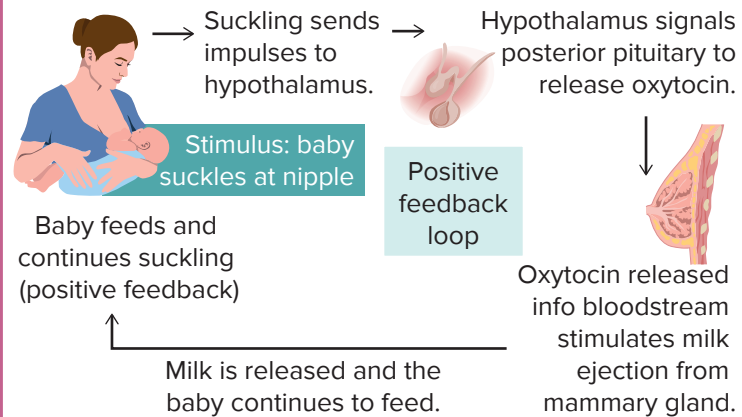 Suckling sends
impulses to
hypothalamus.
Hypothalamus signals
posterior pituitary to
release oxytocin.
Stimulus: baby
suckles at nipple
Positive
feedback
loop
Oxytocin released
info bloodstream
stimulates milk
ejection from
mammary gland.
Milk is released and the
baby continues to feed.
Baby feeds and
continues suckling
(positive feedback)